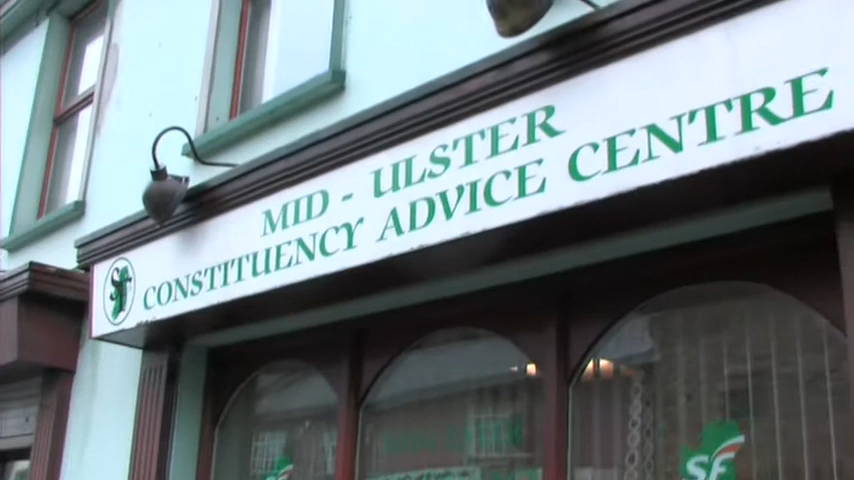 MID - ULSTER
CONSTITUENCY ADVICE CENTRE
SF
SF